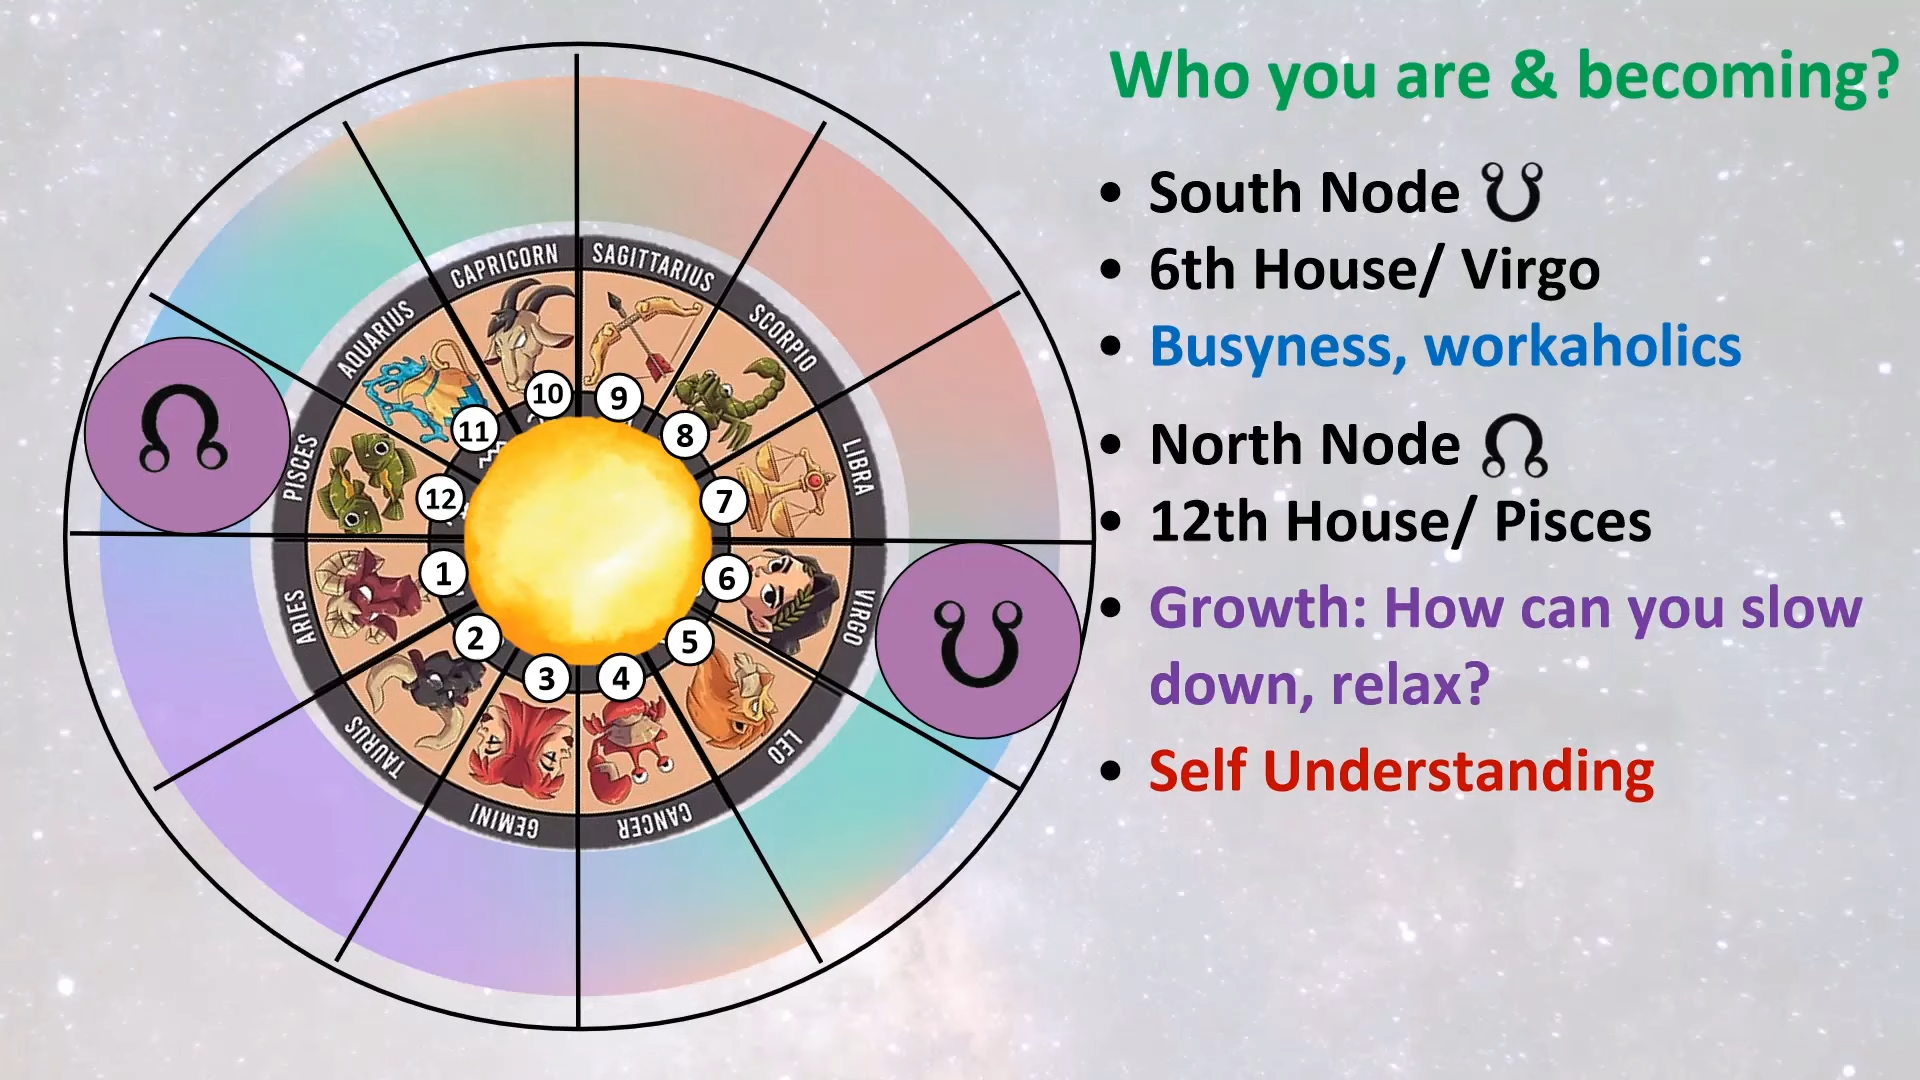 Who you are & becoming?
• South Node ☋
• 6th House/ Virgo
• Busyness, workaholics
• North Node ☊
• 12th House/ Pisces
• Growth: How can you slow
down, relax?
• Self Understanding
CAPRICORN
SAGITTARIUS
AQUARIUS
SCORPIO
PISCES
LIBRA
ARIES
VIRGO
TAURUS
LEO
GEMINI
CANCER
10
9
11
8
12
7
1
6
2
5
3
4
☊
☋